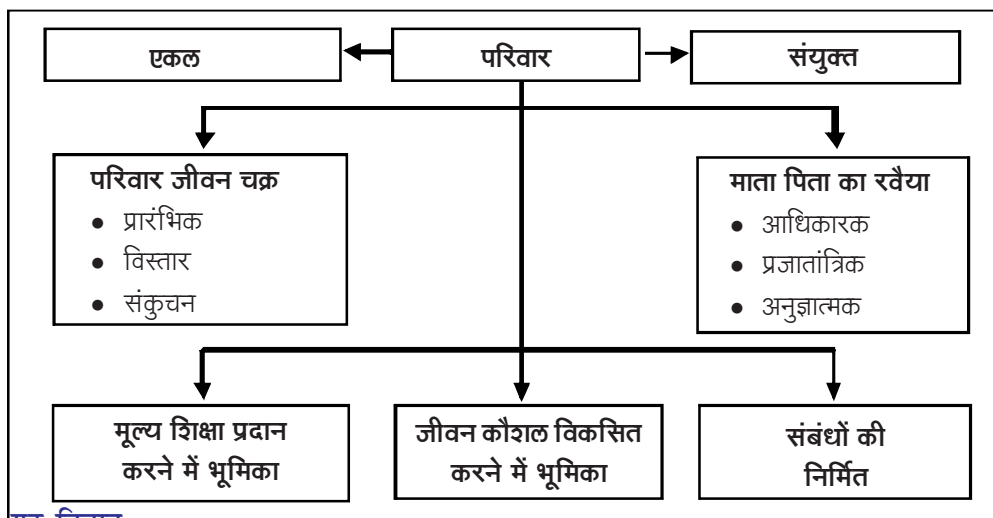 एकल
परिवार
संयुक्त
परिवार जीवन चक्र
● प्रारंभिक
● विस्तार
● संकुचन
माता पिता का रवैया
● आधिकारक
● प्रजातांत्रिक
● अनुज्ञात्मक
मूल्य शिक्षा प्रदान
करने में भूमिका
जीवन कौशल विकसित
करने में भूमिका
संबंधों की
निर्मित